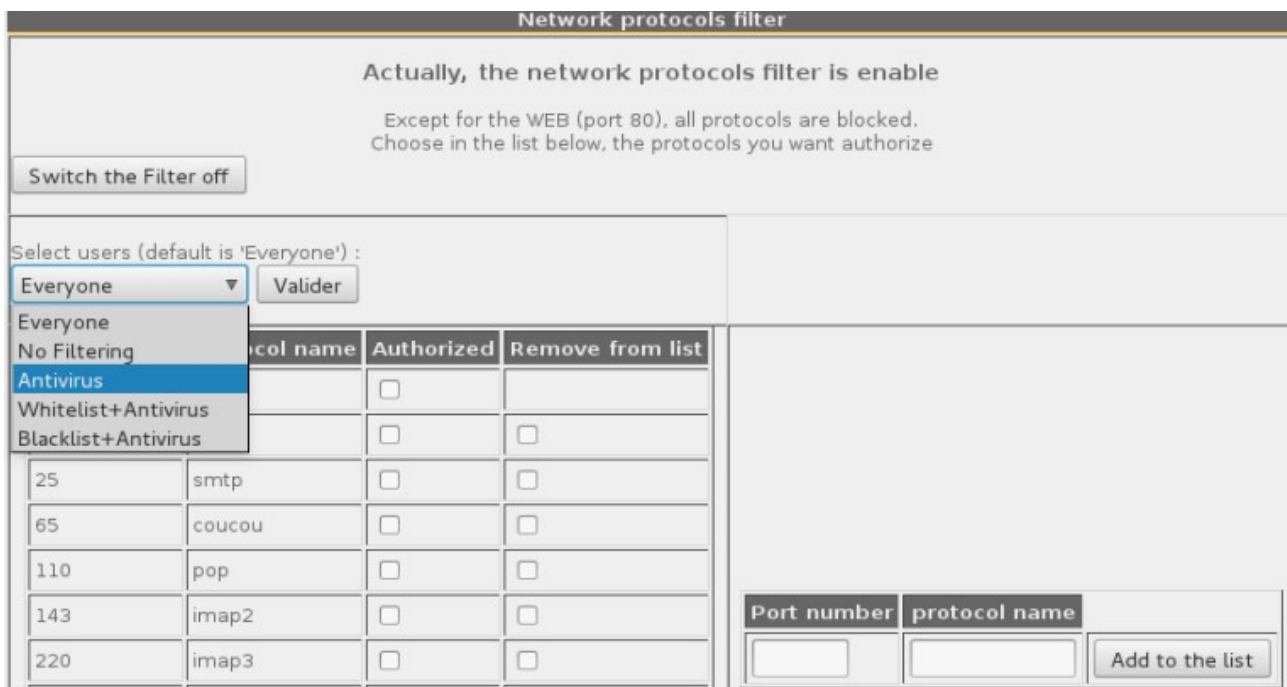 Network protocols filter
Actually, the network protocols filter is enable
Except for the WEB (port 80), all protocols are blocked.
Choose in the list below, the protocols you want authorize
Switch the Filter off
Select users (default is 'Everyone') :
Everyone
Valider
Everyone
No Filtering
Antivirus
Whitelist+Antivirus
Blacklist+Antivirus
col name Authorized Remove from list
25 smtp
65 coucou
110 pop
143 imap2
220 imap3
Port number protocol name
Add to the list